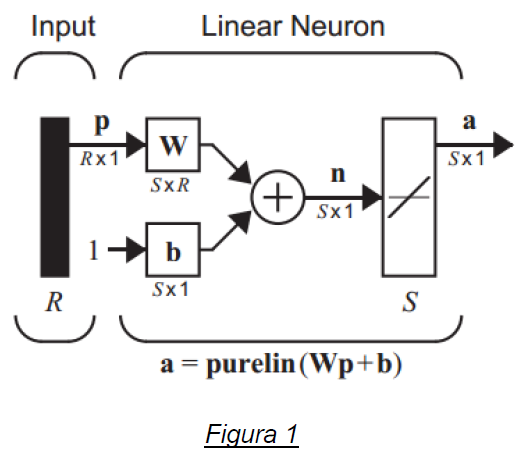 Input Linear Neuron
p
R x 1
W
S x R
1
b
S x 1
+
n
S x 1
a
S x 1
R
S
a = purelin(Wp+b)
Figura 1